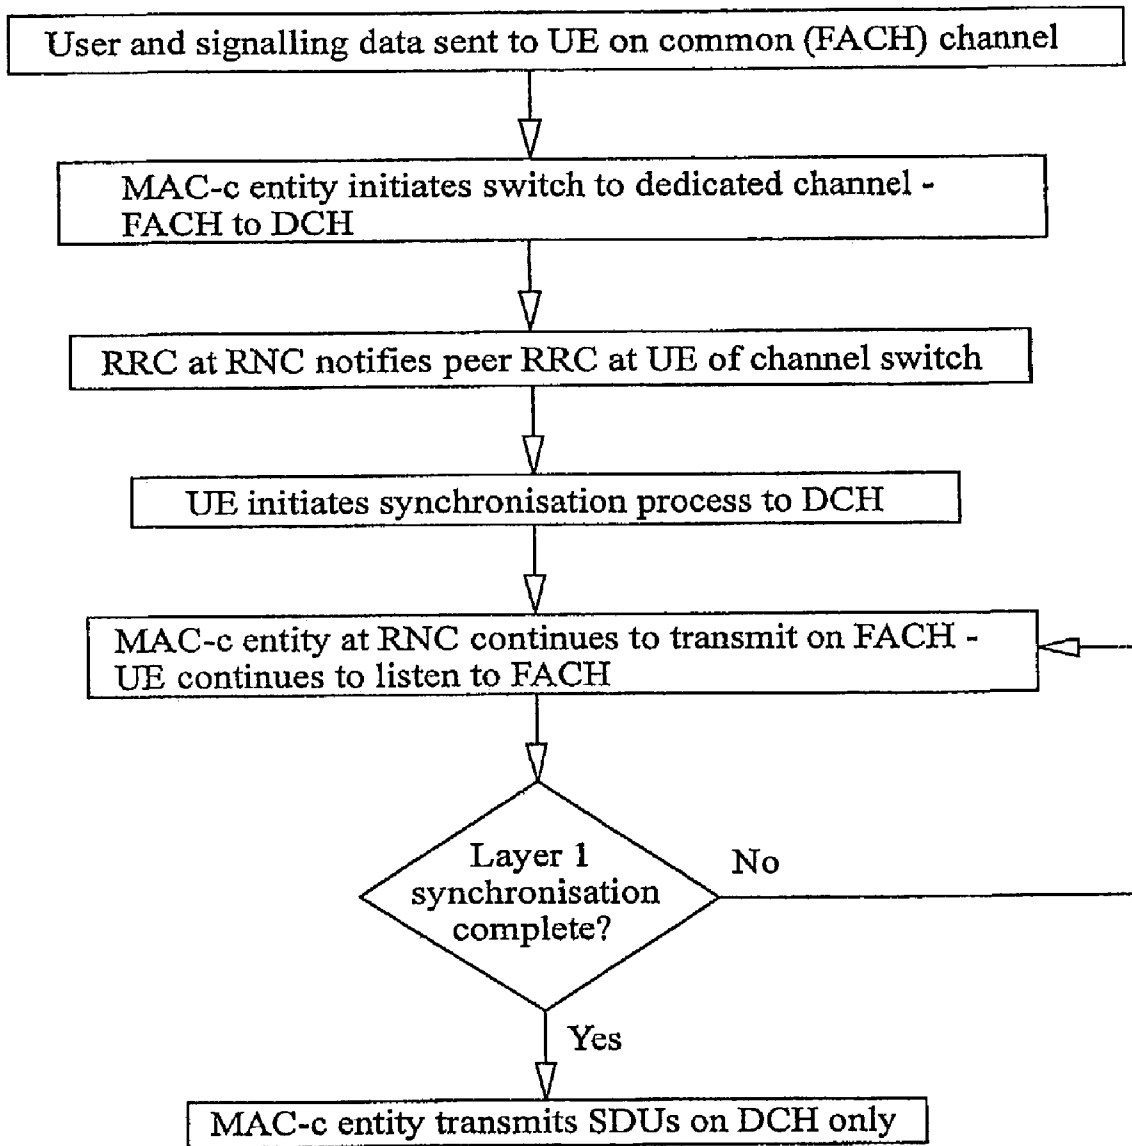 User and signalling data sent to UE on common (FACH) channel
MAC-c entity initiates switch to dedicated channel -
FACH to DCH
RRC at RNC notifies peer RRC at UE of channel switch
UE initiates synchronisation process to DCH
MAC-c entity at RNC continues to transmit on FACH -
UE continues to listen to FACH
Layer 1
synchronisation
complete?
No
Yes
MAC-c entity transmits SDUs on DCH only